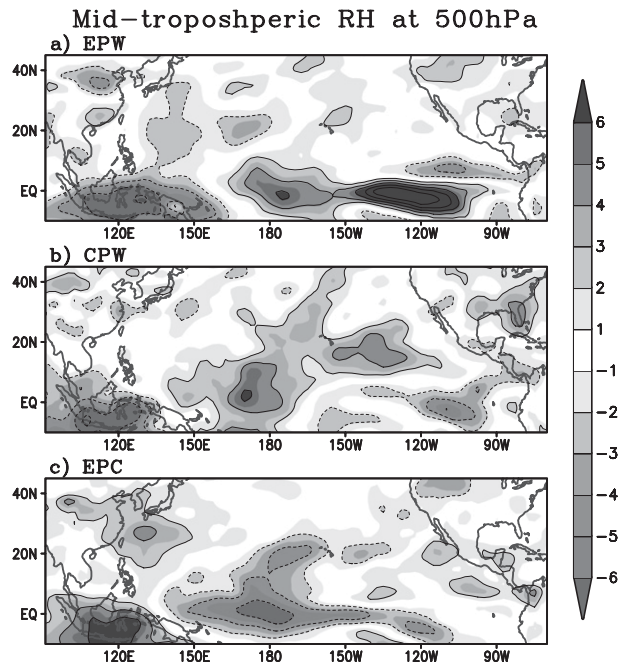 Mid-troposhperic RH at 500hPa
a) EPW
40N
20N
EQ
120E 150E 180 150W 120W 90W
b) CPW
40N
20N
EQ
120E 150E 180 150W 120W 90W
c) EPC
40N
20N
EQ
120E 150E 180 150W 120W 90W
6
5
4
3
2
1
-1
-2
-3
-4
-5
-6